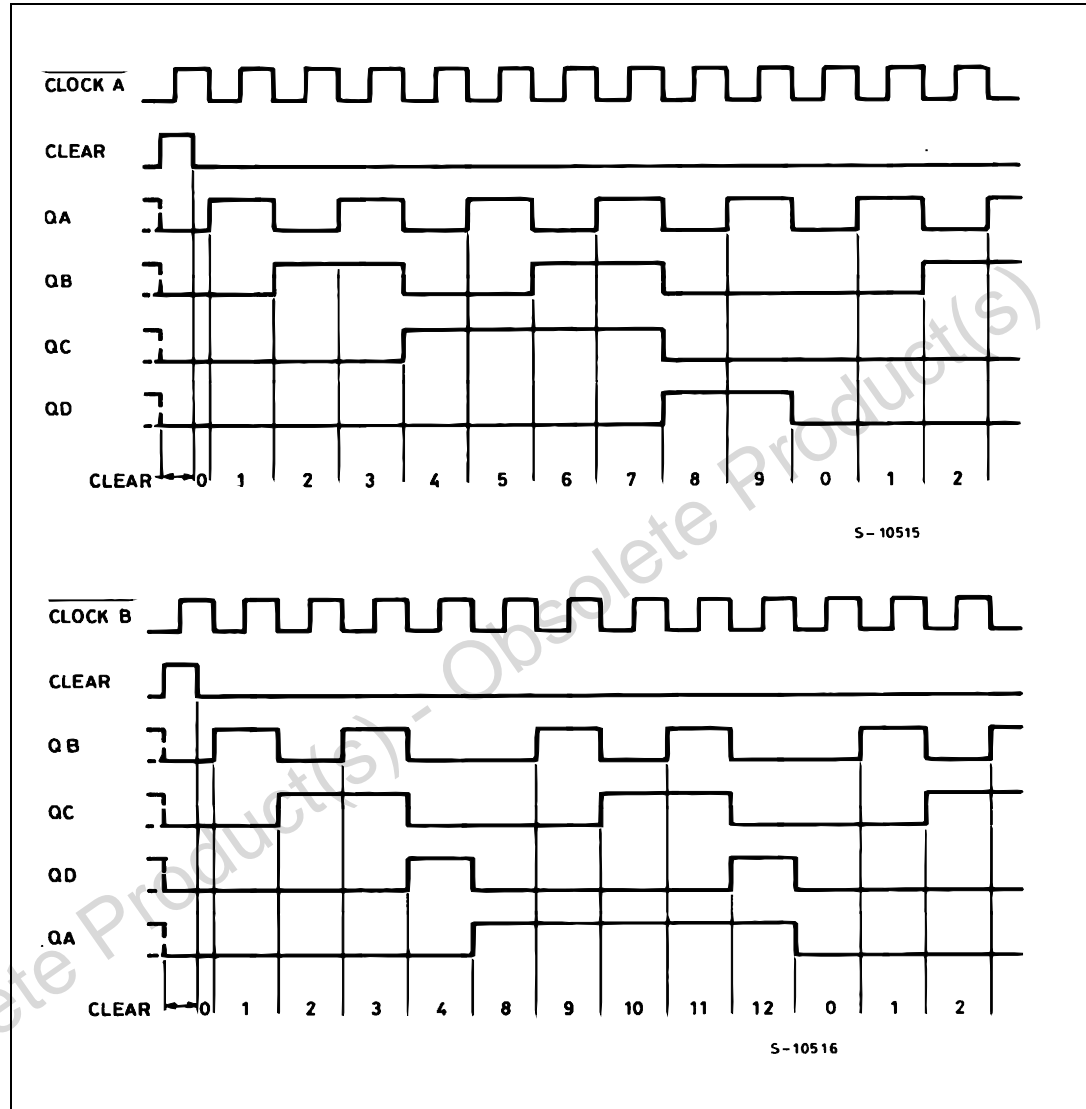 CLOCK A
CLEAR
QA
QB
QC
QD
CLEAR 0 1 2 3 4 5 6 7 8 9 0 1 2
S-10515
CLOCK B
CLEAR
QB
QC
QD
QA
CLEAR 0 1 2 3 4 8 9 10 11 12 0 1 2
S-10516
ete Product(s) - Obsolete Product(s)